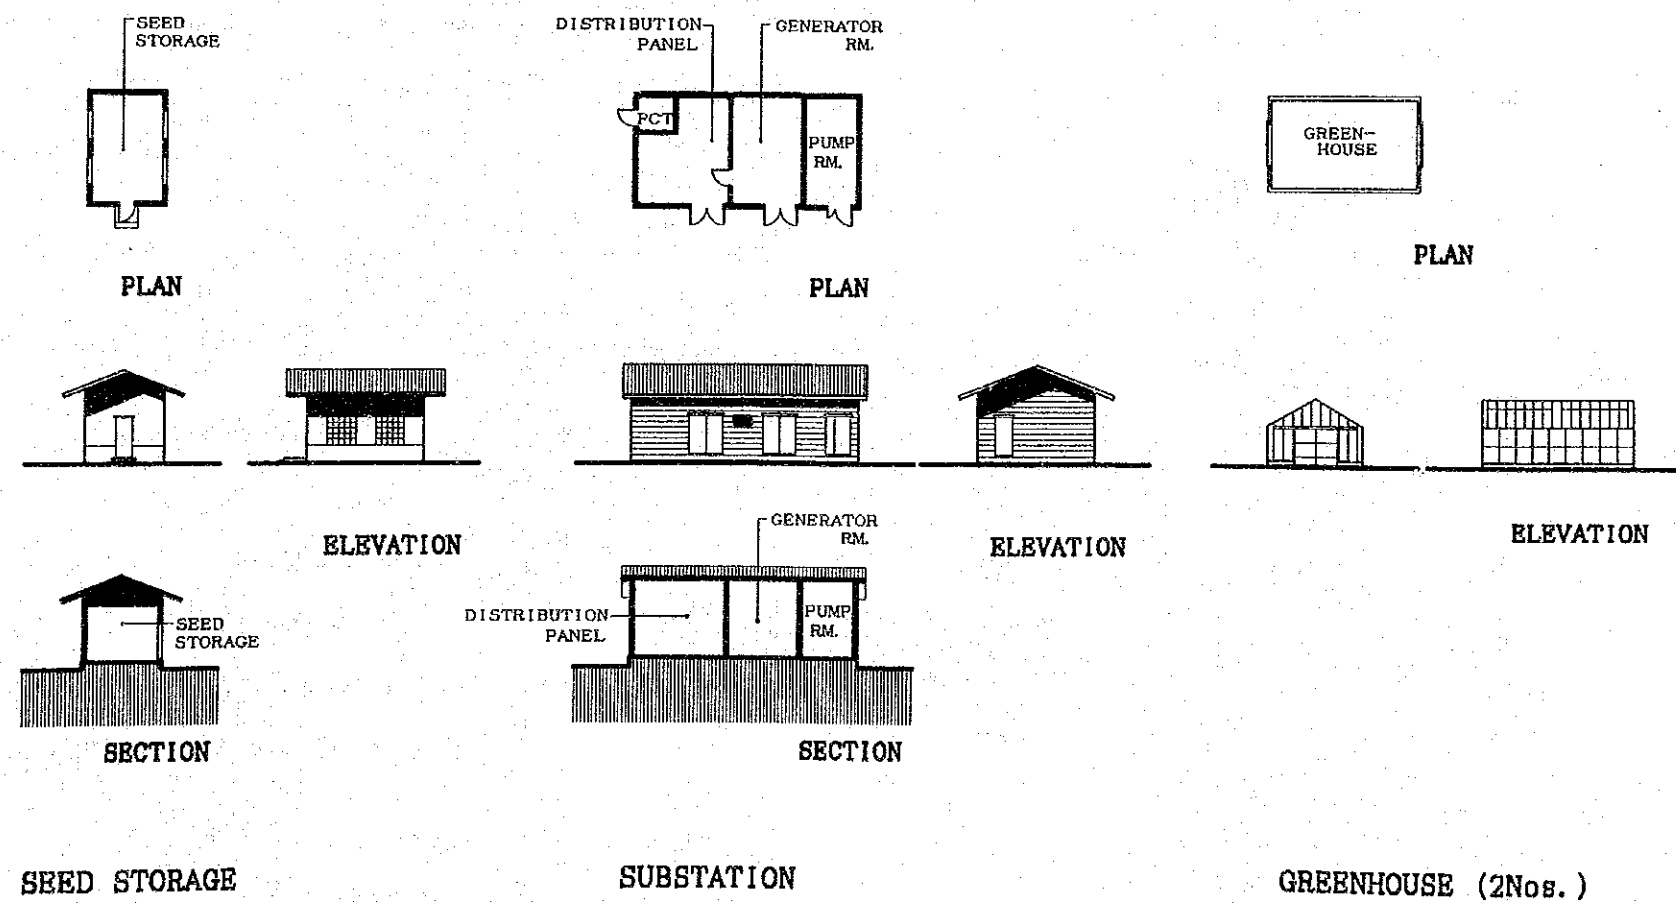 SEED
STORAGE
DISTRIBUTION
PANEL
GENERATOR
RM.
PCT
PUMP
RM.
GREEN-
HOUSE
PLAN
PLAN
PLAN
ELEVATION
ELEVATION
ELEVATION
SEED
STORAGE
GENERATOR
RM.
DISTRIBUTION
PANEL
PUMP
RM.
SECTION
SECTION
SEED STORAGE
SUBSTATION
GREENHOUSE (2Nos.)